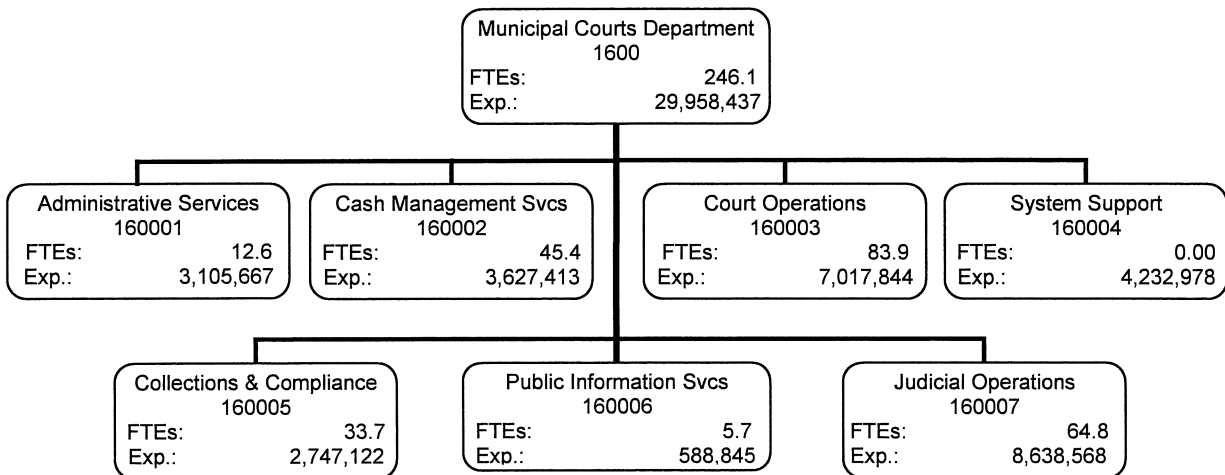 Municipal Courts Department
1600
FTEs: 246.1
Exp.: 29,958,437
Administrative Services
160001
FTEs: 12.6
Exp.: 3,105,667
Cash Management Svcs
160002
FTEs: 45.4
Exp.: 3,627,413
Court Operations
160003
FTEs: 83.9
Exp.: 7,017,844
System Support
160004
FTEs: 0.00
Exp.: 4,232,978
Collections & Compliance
160005
FTEs: 33.7
Exp.: 2,747,122
Public Information Svcs
160006
FTEs: 5.7
Exp.: 588,845
Judicial Operations
160007
FTEs: 64.8
Exp.: 8,638,568